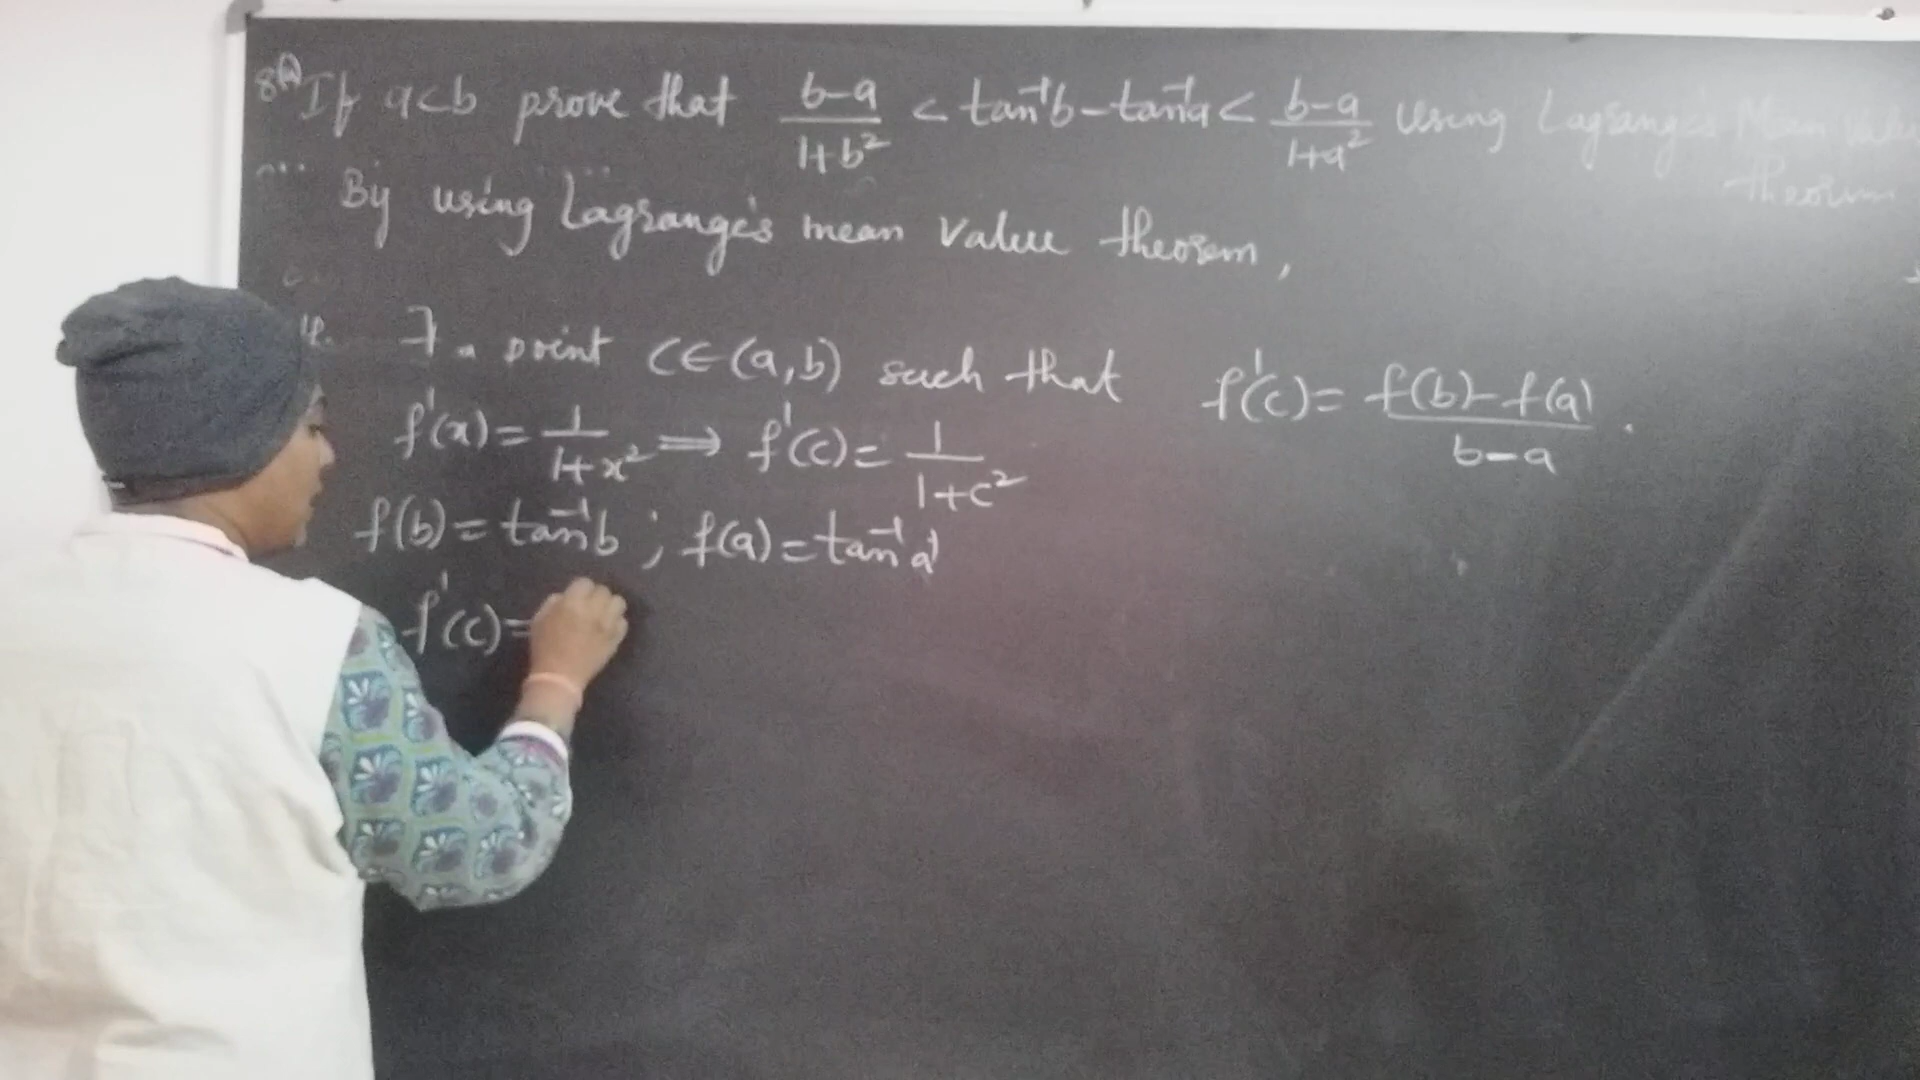 8(a) If a<b prove that b-a/1+b² < tan⁻¹b - tan⁻¹a < b-a/1+a² using Lagrange's Mean value theorem
By using Lagrange's mean value theorem,
∃ a point c∈(a,b) such that f'(c) = f(b)-f(a)/b-a.
f'(x) = 1/1+x² ⟹ f'(c) = 1/1+c²
f(b) = tan⁻¹b ; f(a) = tan⁻¹a
f'(c) =